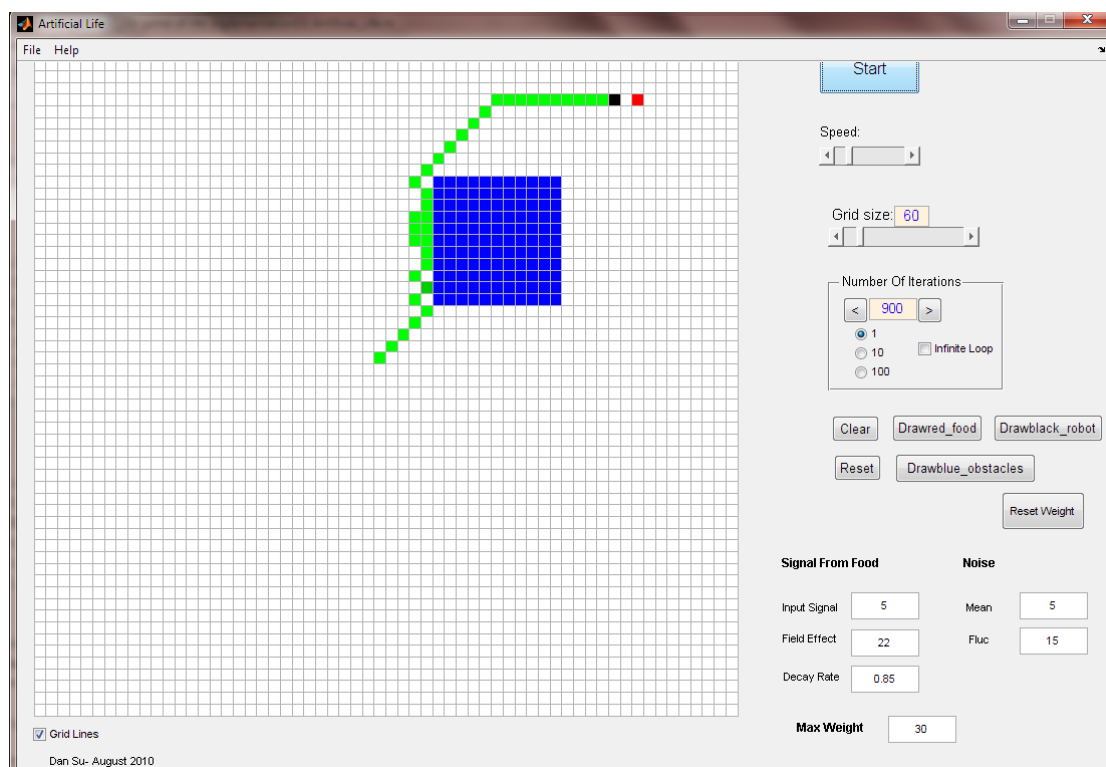 Artificial Life
File Help
Start
Speed:
Grid size: 60
Number Of Iterations
< 900 >
1
10
100
Infinite Loop
Clear Drawred_food Drawblack_robot
Reset Drawblue_obstacles
Reset Weight
Signal From Food Noise
Input Signal 5 Mean 5
Field Effect 22 Fluc 15
Decay Rate 0.85
Max Weight 30
Grid Lines
Dan Su- August 2010